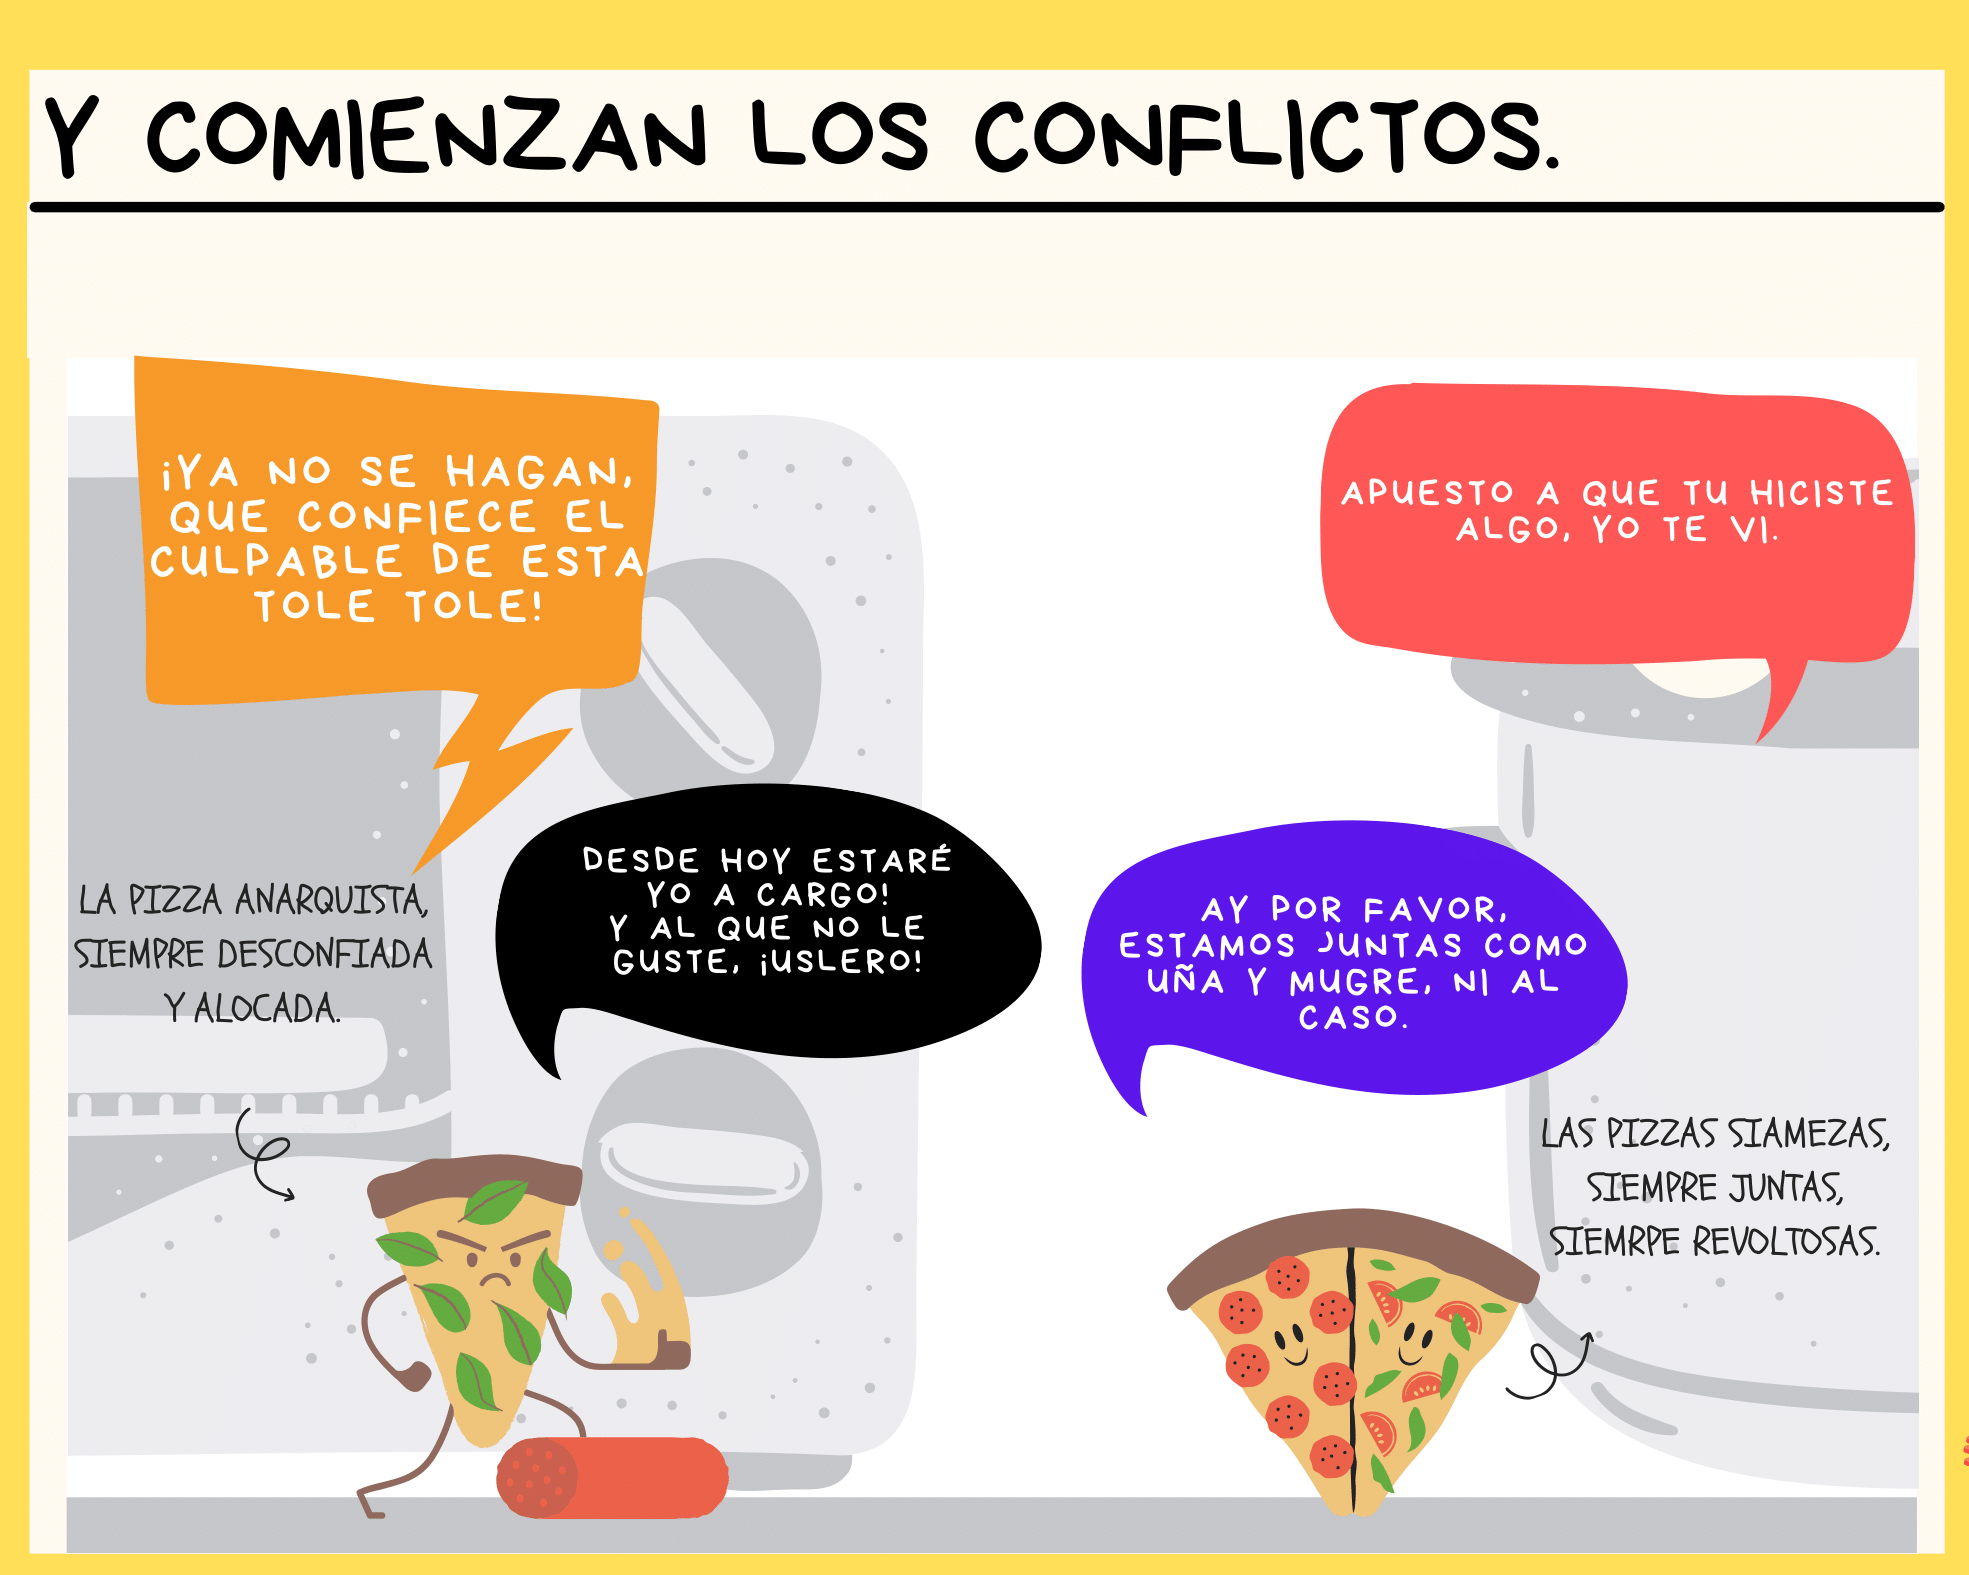 Y COMIENZAN LOS CONFLICTOS.
¡YA NO SE HAGAN,
QUE CONFIECE EL
CULPABLE DE ESTA
TOLE TOLE!
APUESTO A QUE TU HICISTE
ALGO, YO TE VI.
DESDE HOY ESTARÉ
YO A CARGO!
Y AL QUE NO LE
GUSTE, ¡USLERO!
AY POR FAVOR,
ESTAMOS JUNTAS COMO
UÑA Y MUGRE, NI AL
CASO.
LA PIZZA ANARQUISTA,
SIEMPRE DESCONFIADA
Y ALOCADA.
LAS PIZZAS SIAMEZAS,
SIEMPRE JUNTAS,
SIEMRPE REVOLTOSAS.